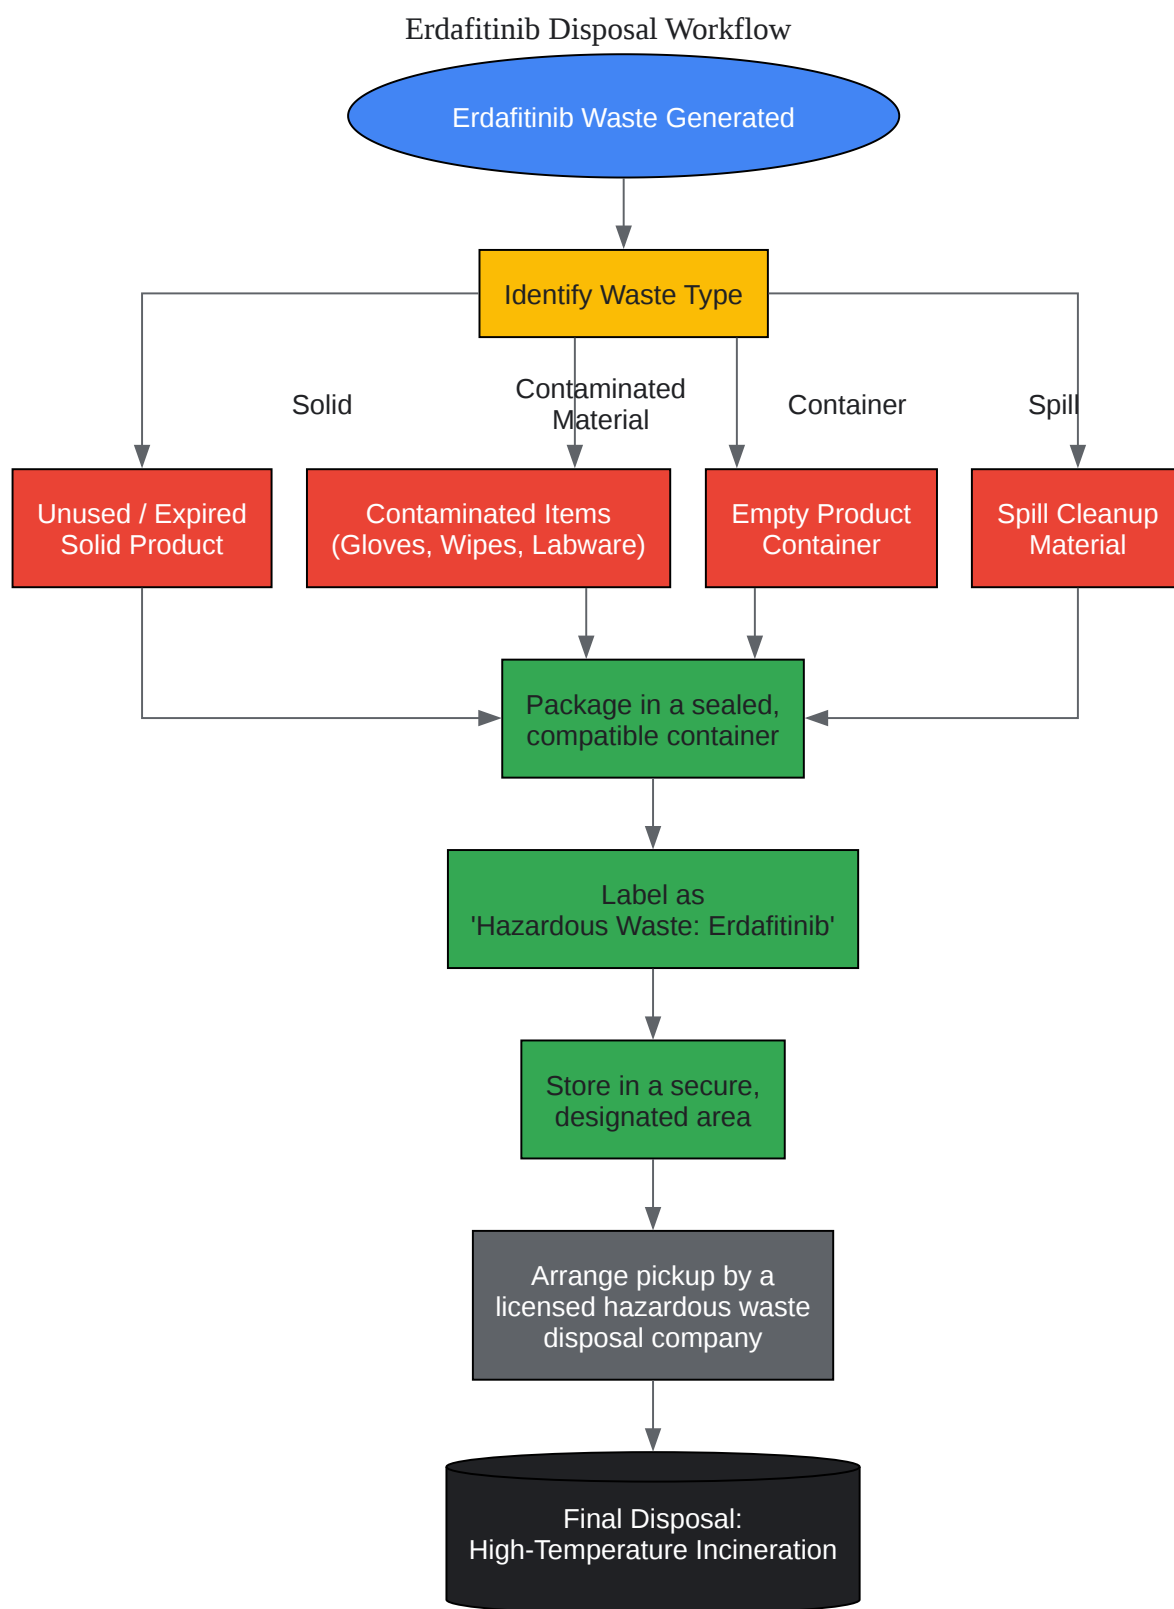 Erdafitinib Disposal Workflow
Erdafitinib Waste Generated
Identify Waste Type
Solid
Contaminated
Material
Container
Spill
Unused / Expired
Solid Product
Contaminated Items
(Gloves, Wipes, Labware)
Empty Product
Container
Spill Cleanup
Material
Package in a sealed,
compatible container
Label as
'Hazardous Waste: Erdafitinib'
Store in a secure,
designated area
Arrange pickup by a
licensed hazardous waste
disposal company
Final Disposal:
High-Temperature Incineration